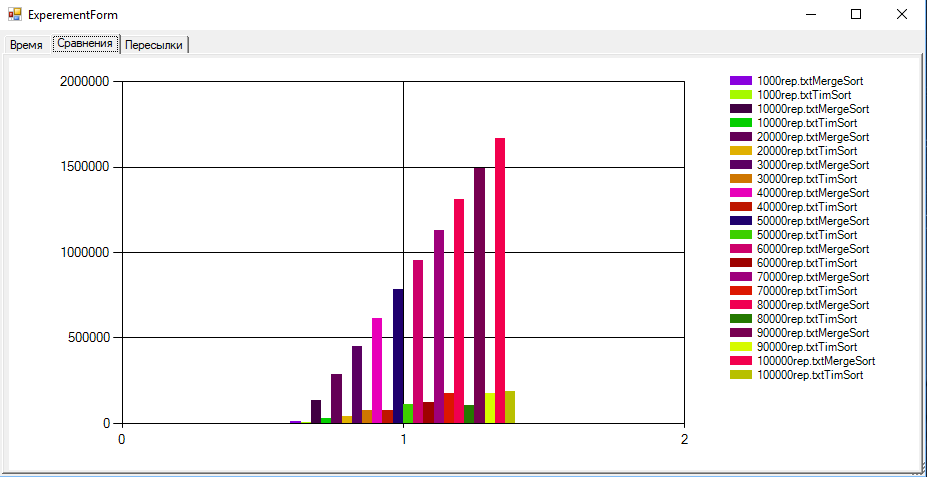 ExperementForm
Время Сравнения Пересылки
2000000
1500000
1000000
500000
0
0 1 2
1000rep.txtMergeSort
1000rep.txtTimSort
10000rep.txtMergeSort
10000rep.txtTimSort
20000rep.txtMergeSort
20000rep.txtTimSort
30000rep.txtMergeSort
30000rep.txtTimSort
40000rep.txtMergeSort
40000rep.txtTimSort
50000rep.txtMergeSort
50000rep.txtTimSort
60000rep.txtMergeSort
60000rep.txtTimSort
70000rep.txtMergeSort
70000rep.txtTimSort
80000rep.txtMergeSort
80000rep.txtTimSort
90000rep.txtMergeSort
90000rep.txtTimSort
100000rep.txtMergeSort
100000rep.txtTimSort